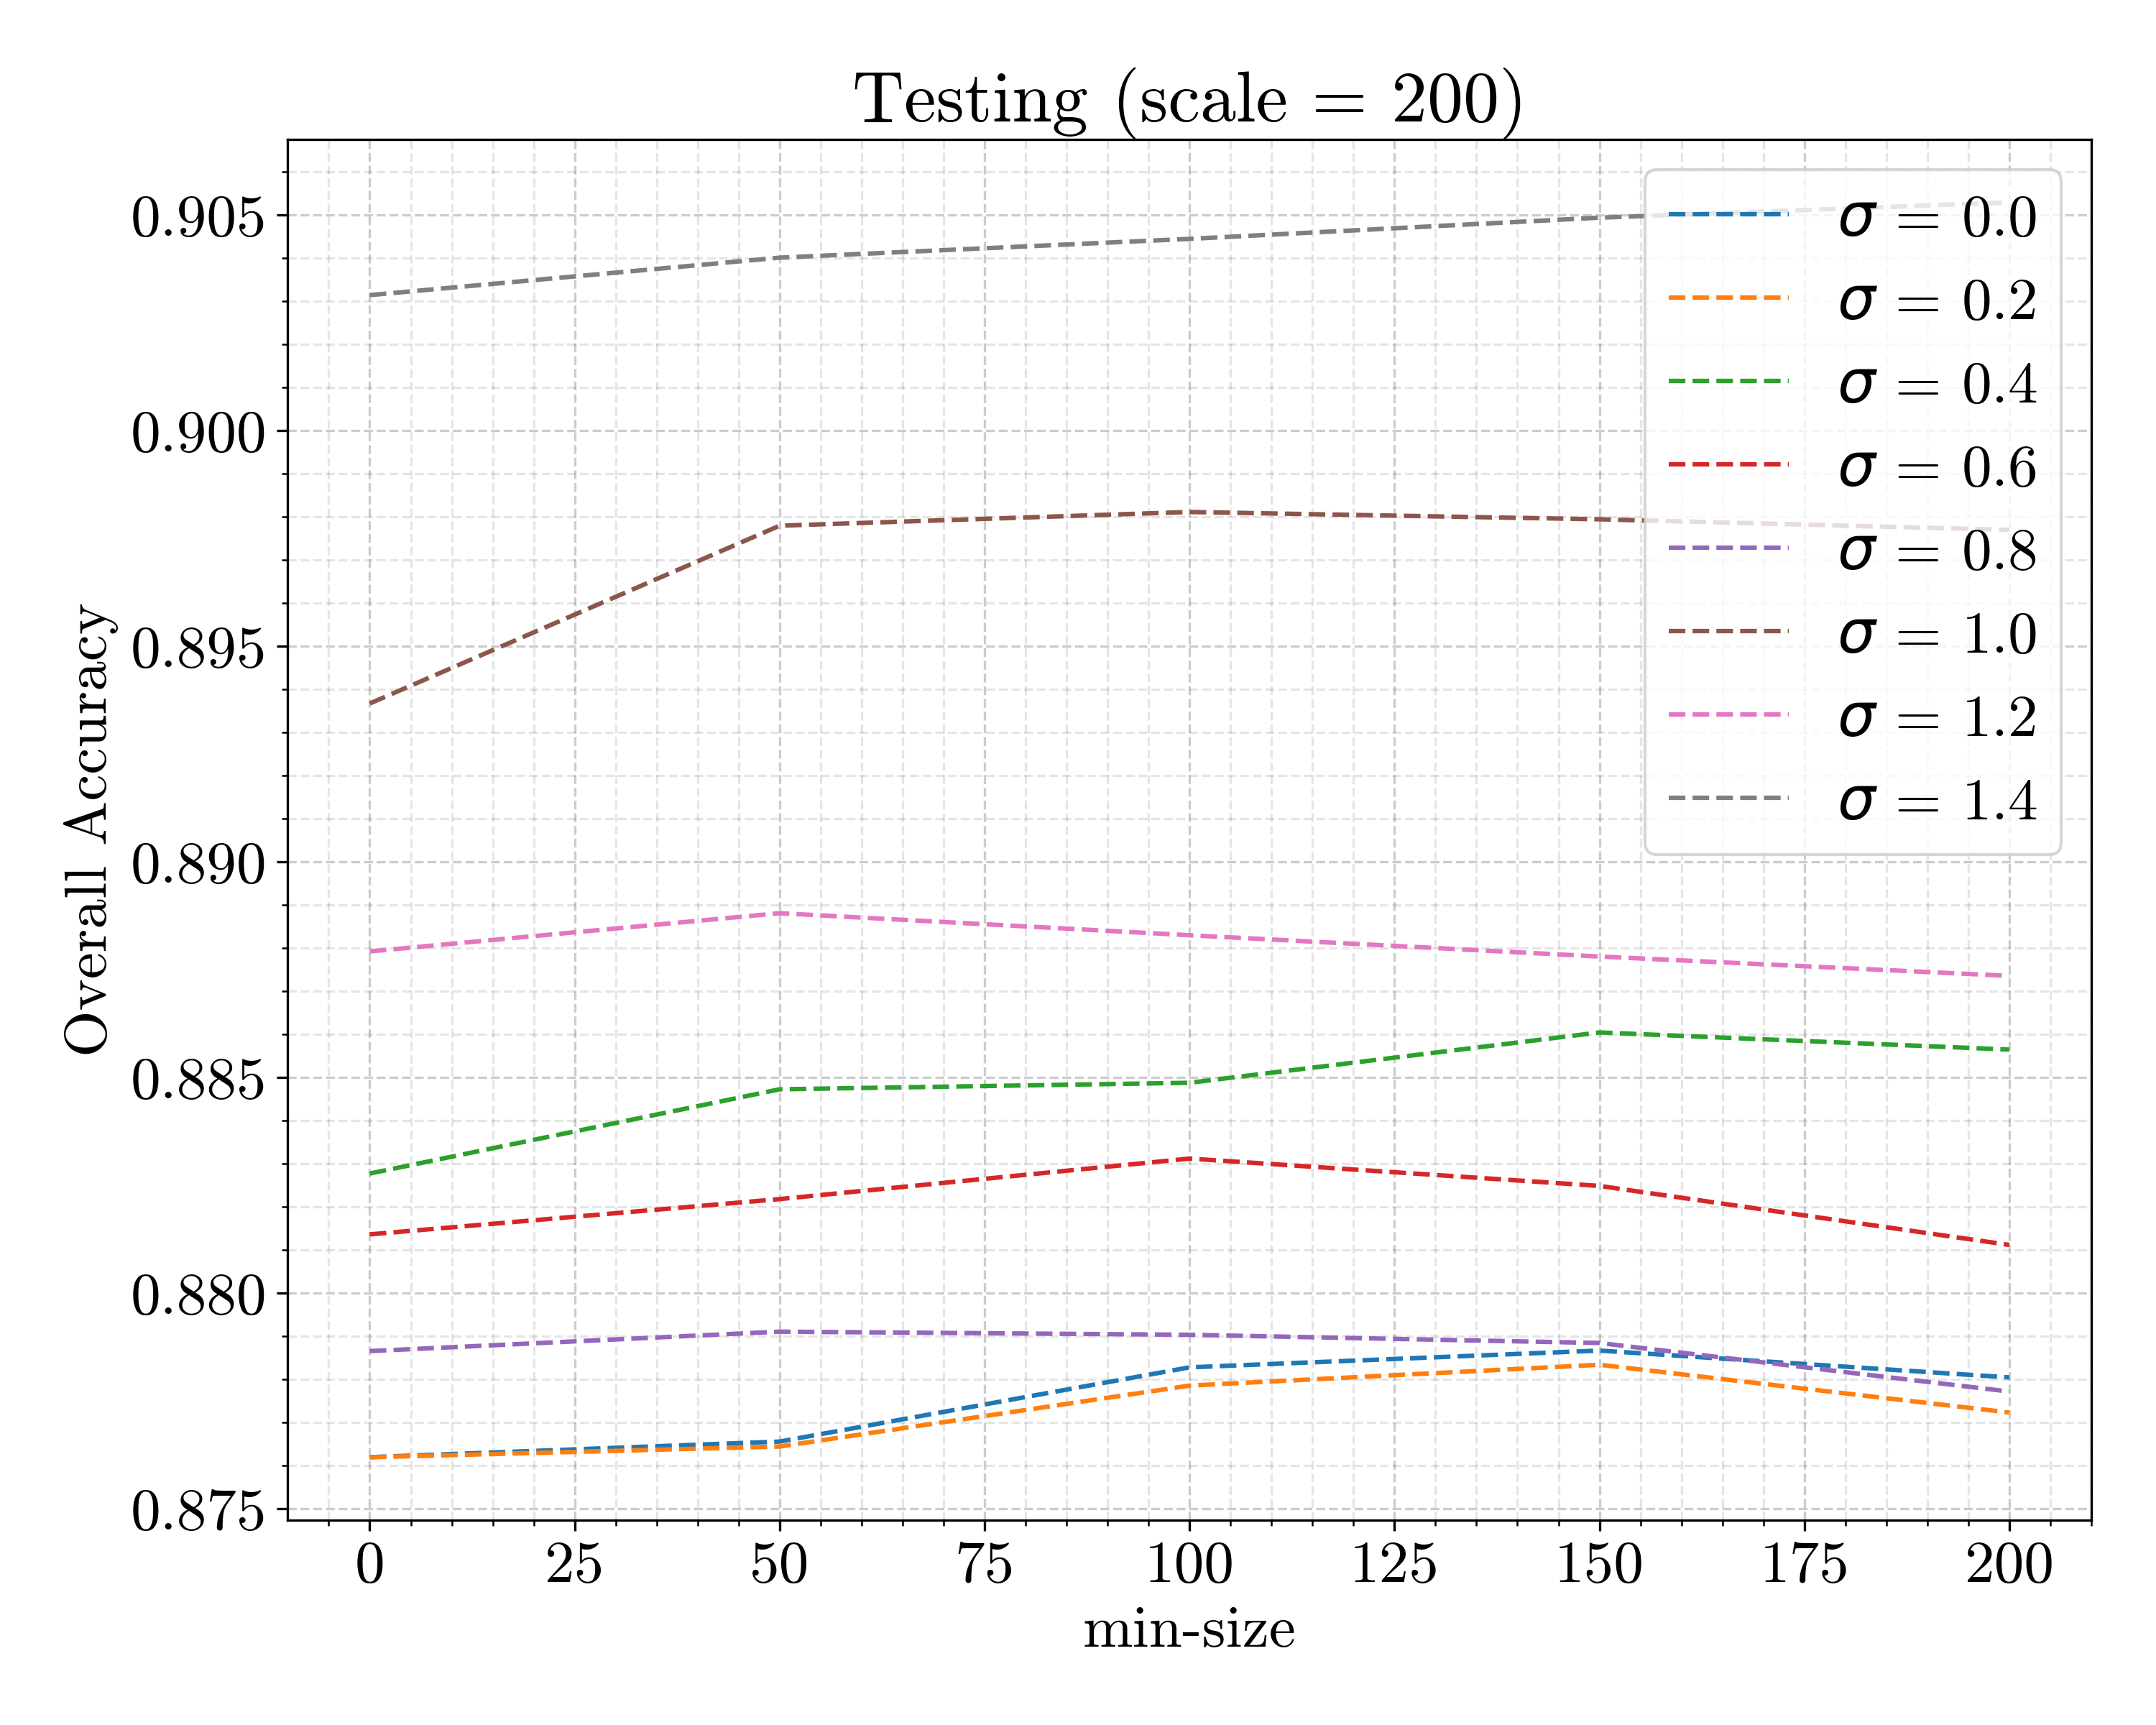 Testing (scale = 200)
Overall Accuracy
0.905
0.900
0.895
0.890
0.885
0.880
0.875
σ = 0.0
σ = 0.2
σ = 0.4
σ = 0.6
σ = 0.8
σ = 1.0
σ = 1.2
σ = 1.4
0 25 50 75 100 125 150 175 200
min-size